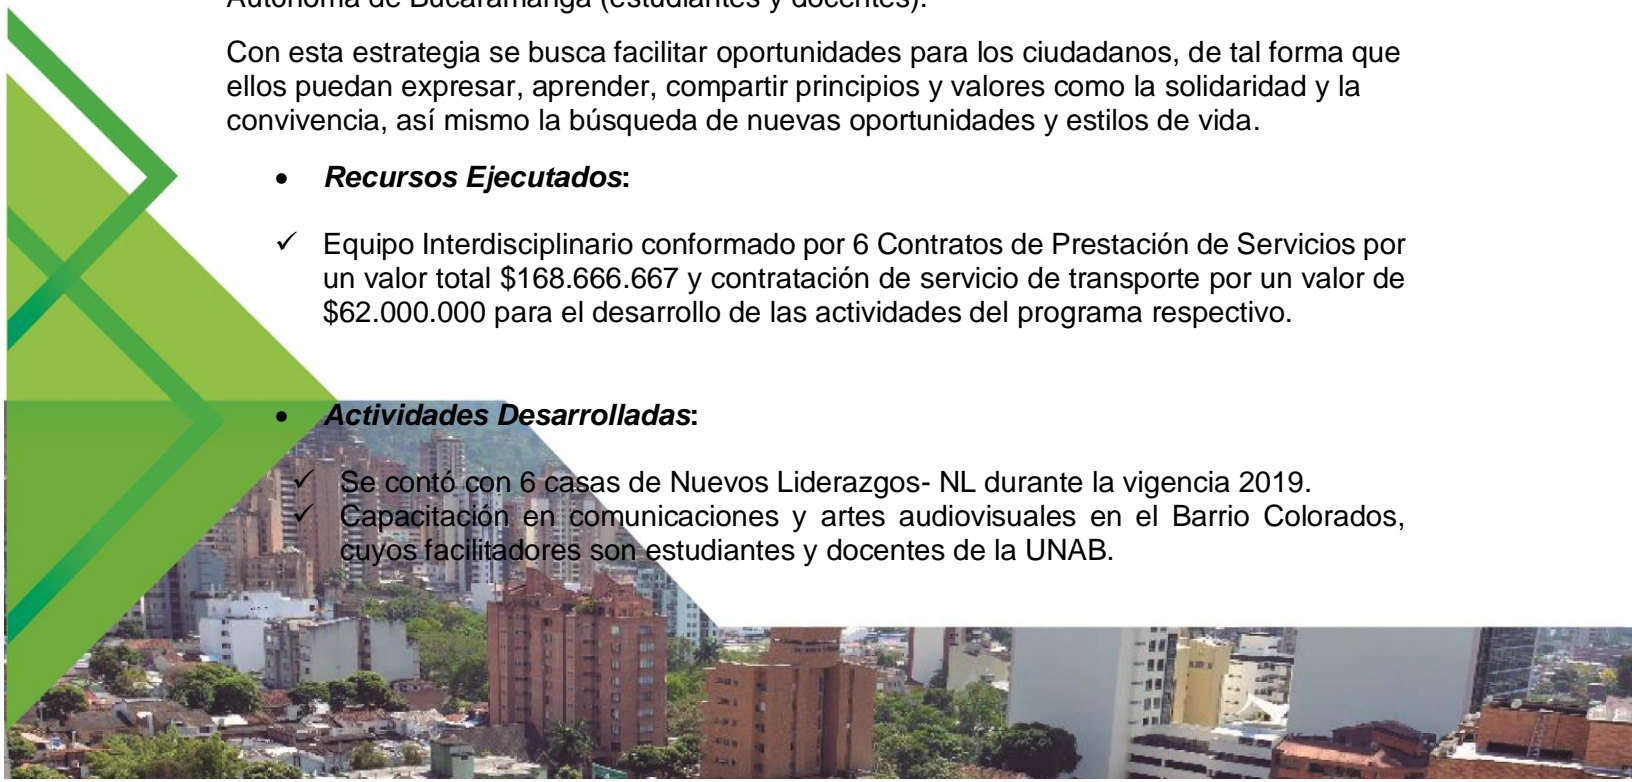 Autónoma de Bucaramanga (estudiantes y docentes).
Con esta estrategia se busca facilitar oportunidades para los ciudadanos, de tal forma que
ellos puedan expresar, aprender, compartir principios y valores como la solidaridad y la
convivencia, así mismo la búsqueda de nuevas oportunidades y estilos de vida.
• Recursos Ejecutados:
✓ Equipo Interdisciplinario conformado por 6 Contratos de Prestación de Servicios por
un valor total $168.666.667 y contratación de servicio de transporte por un valor de
$62.000.000 para el desarrollo de las actividades del programa respectivo.
• Actividades Desarrolladas:
✓ Se contó con 6 casas de Nuevos Liderazgos- NL durante la vigencia 2019.
✓ Capacitación en comunicaciones y artes audiovisuales en el Barrio Colorados,
cuyos facilitadores son estudiantes y docentes de la UNAB.